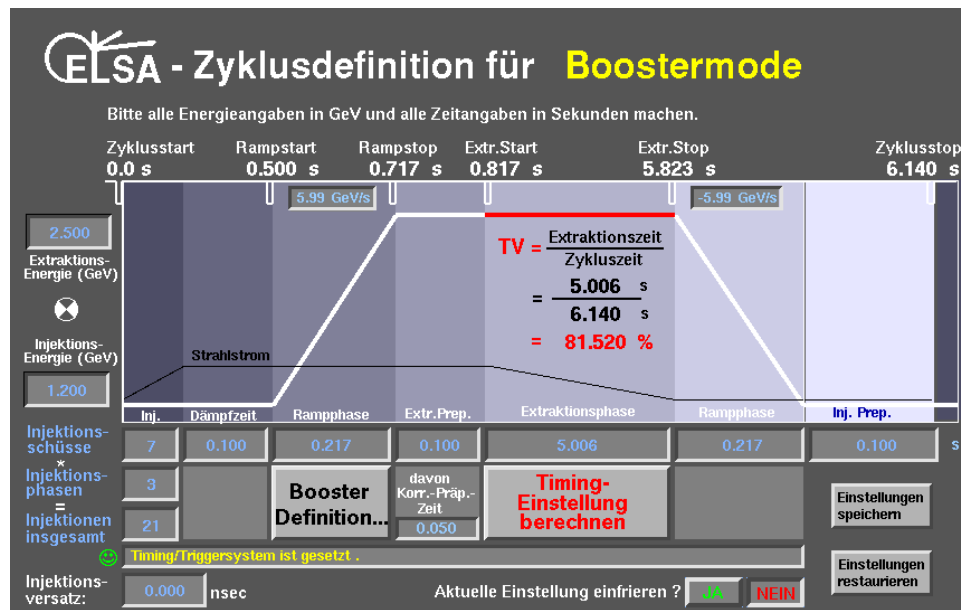 ELSA - Zyklusdefinition für Boostermode
Bitte alle Energieangaben in GeV und alle Zeitangaben in Sekunden machen.
Zyklusstart Rampstart Rampstop Extr.Start Extr.Stop Zyklusstop
0.0 s 0.500 s 0.717 s 0.817 s 5.823 s 6.140 s
5.99 GeV/s -5.99 GeV/s
2.500
Extraktions-
Energie (GeV)
TV = Extraktionszeit
Zykluszeit
= 5.006 s
6.140 s
= 81.520 %
Injektions-
Energie (GeV)
Strahlstrom
1.200
Inj. Dämpfzeit Rampphase Extr.Prep. Extraktionsphase Rampphase Inj. Prep.
Injektions-
schüsse
7 0.100 0.217 0.100 5.006 0.217 0.100 s
*
Injektions-
phasen
3
=
Injektionen
insgesamt
21
Booster
Definition...
davon
Korr.-Präp.-
Zeit
0.050
Timing-
Einstellung
berechnen
Einstellungen
speichern
Timing/Triggersystem ist gesetzt .
Einstellungen
restaurieren
Injektions-
versatz:
0.000 nsec
Aktuelle Einstellung einfrieren ? JA NEIN